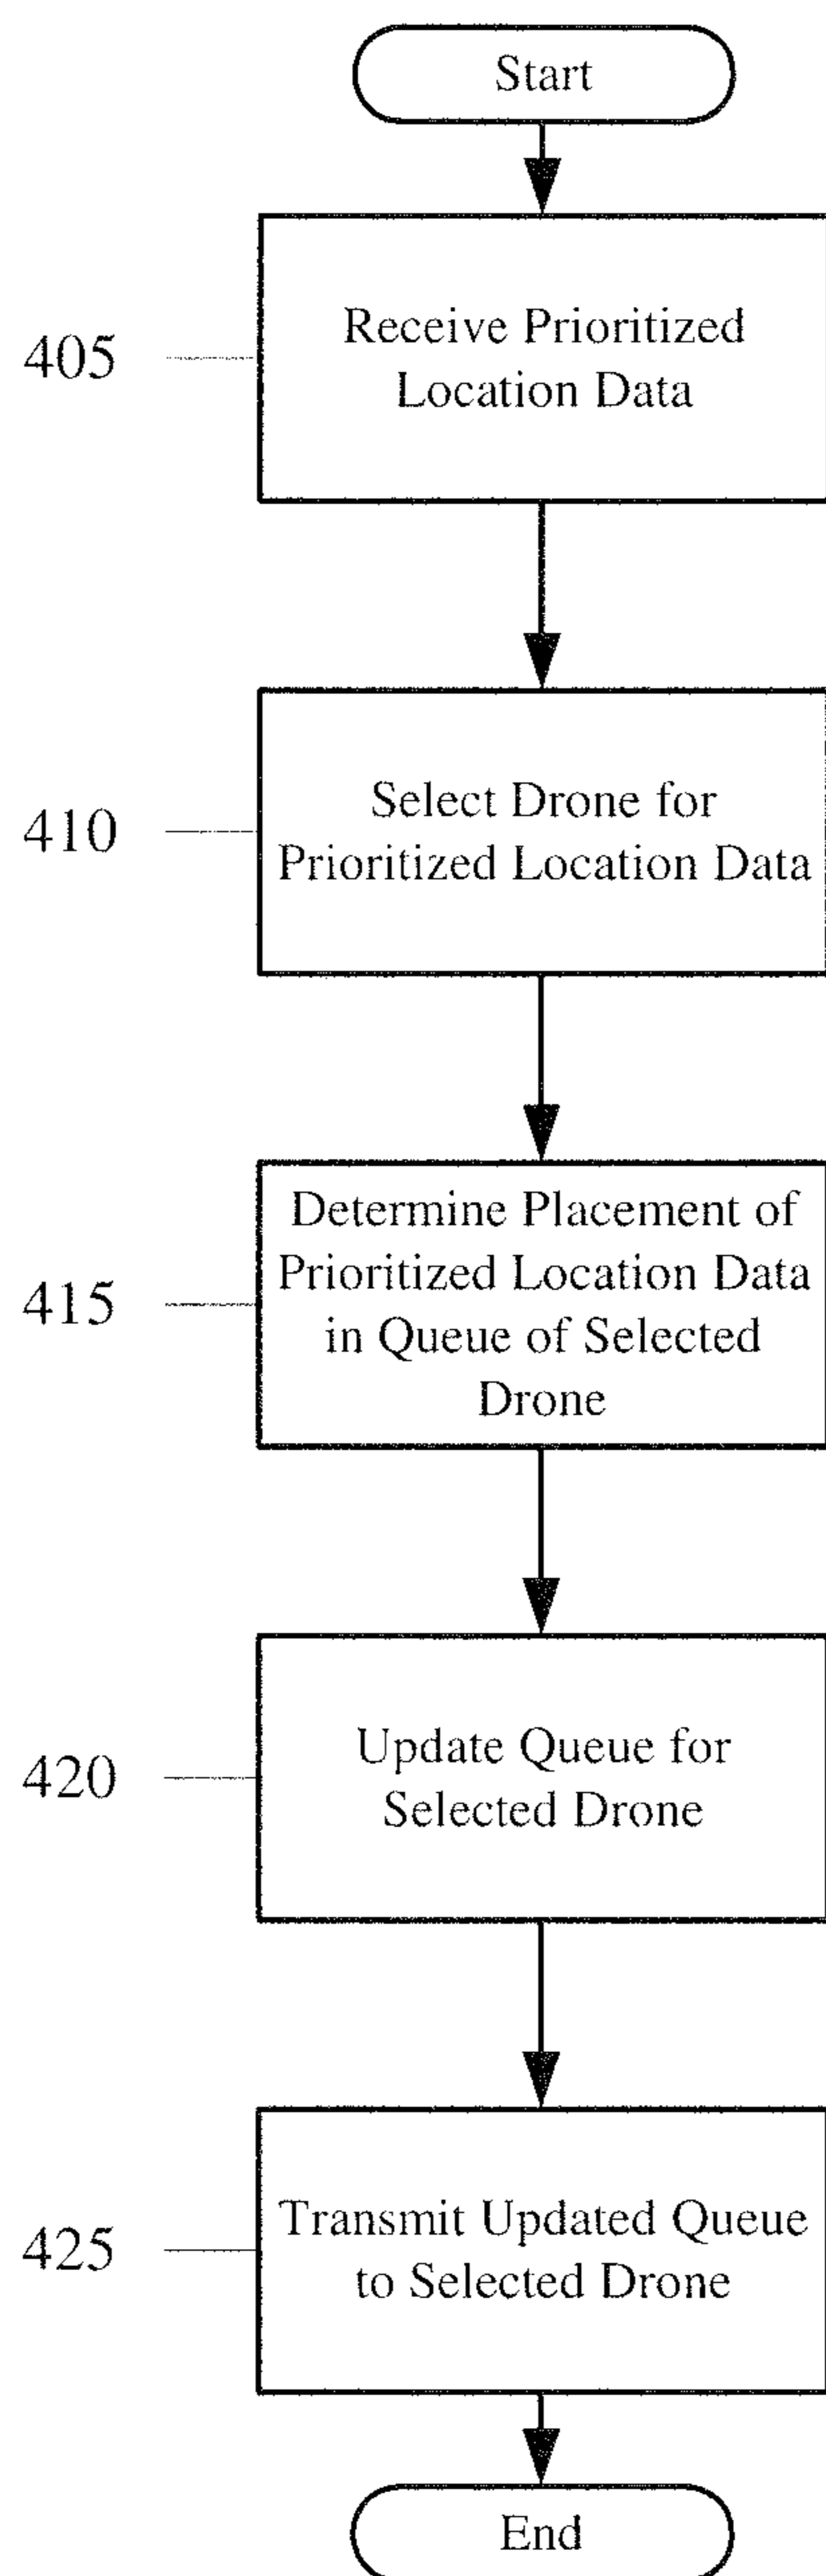 Start
405
Receive Prioritized
Location Data
410
Select Drone for
Prioritized Location Data
415
Determine Placement of
Prioritized Location Data
in Queue of Selected
Drone
420
Update Queue for
Selected Drone
425
Transmit Updated Queue
to Selected Drone
End